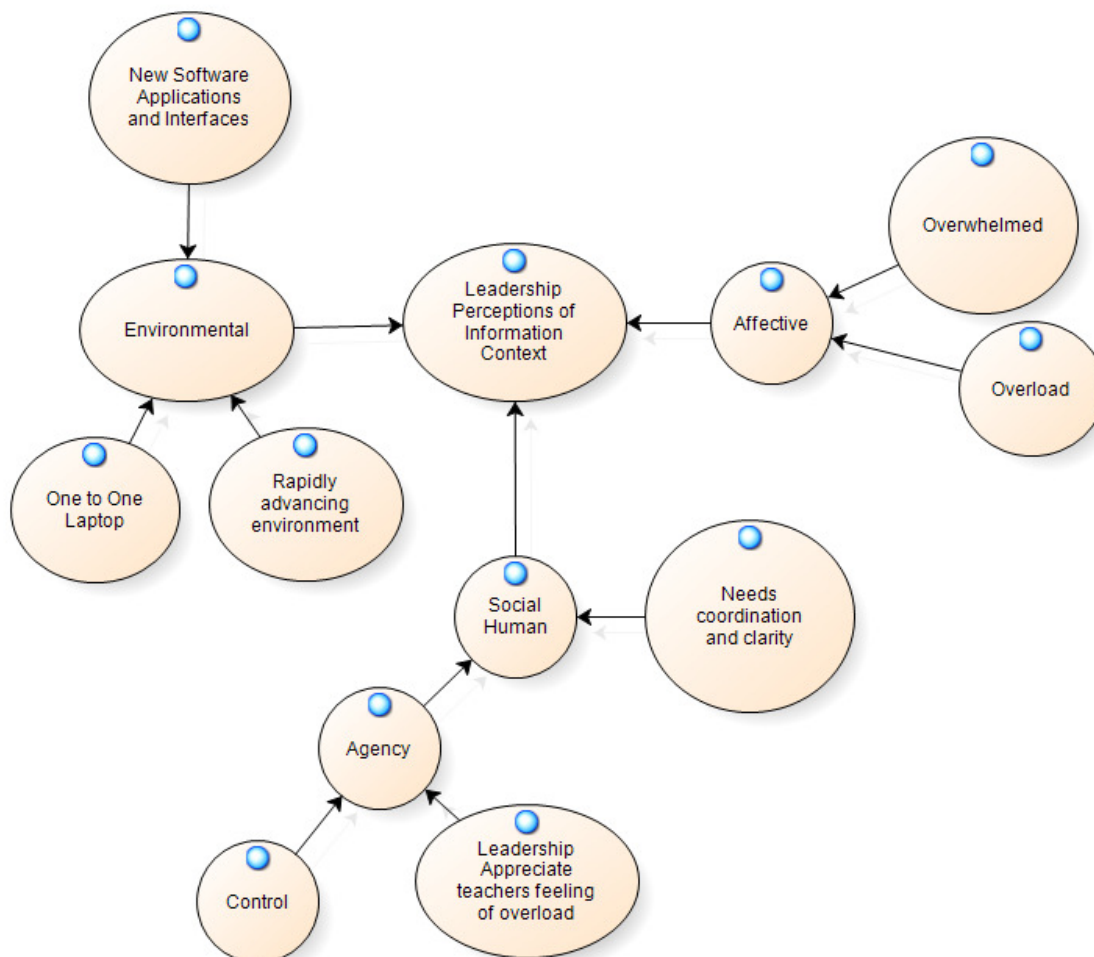 New Software
Applications
and Interfaces
Overwhelmed
Environmental
Leadership
Perceptions of
Information
Context
Affective
Overload
One to One
Laptop
Rapidly
advancing
environment
Social
Human
Needs
coordination
and clarity
Agency
Control
Leadership
Appreciate
teachers feeling
of overload